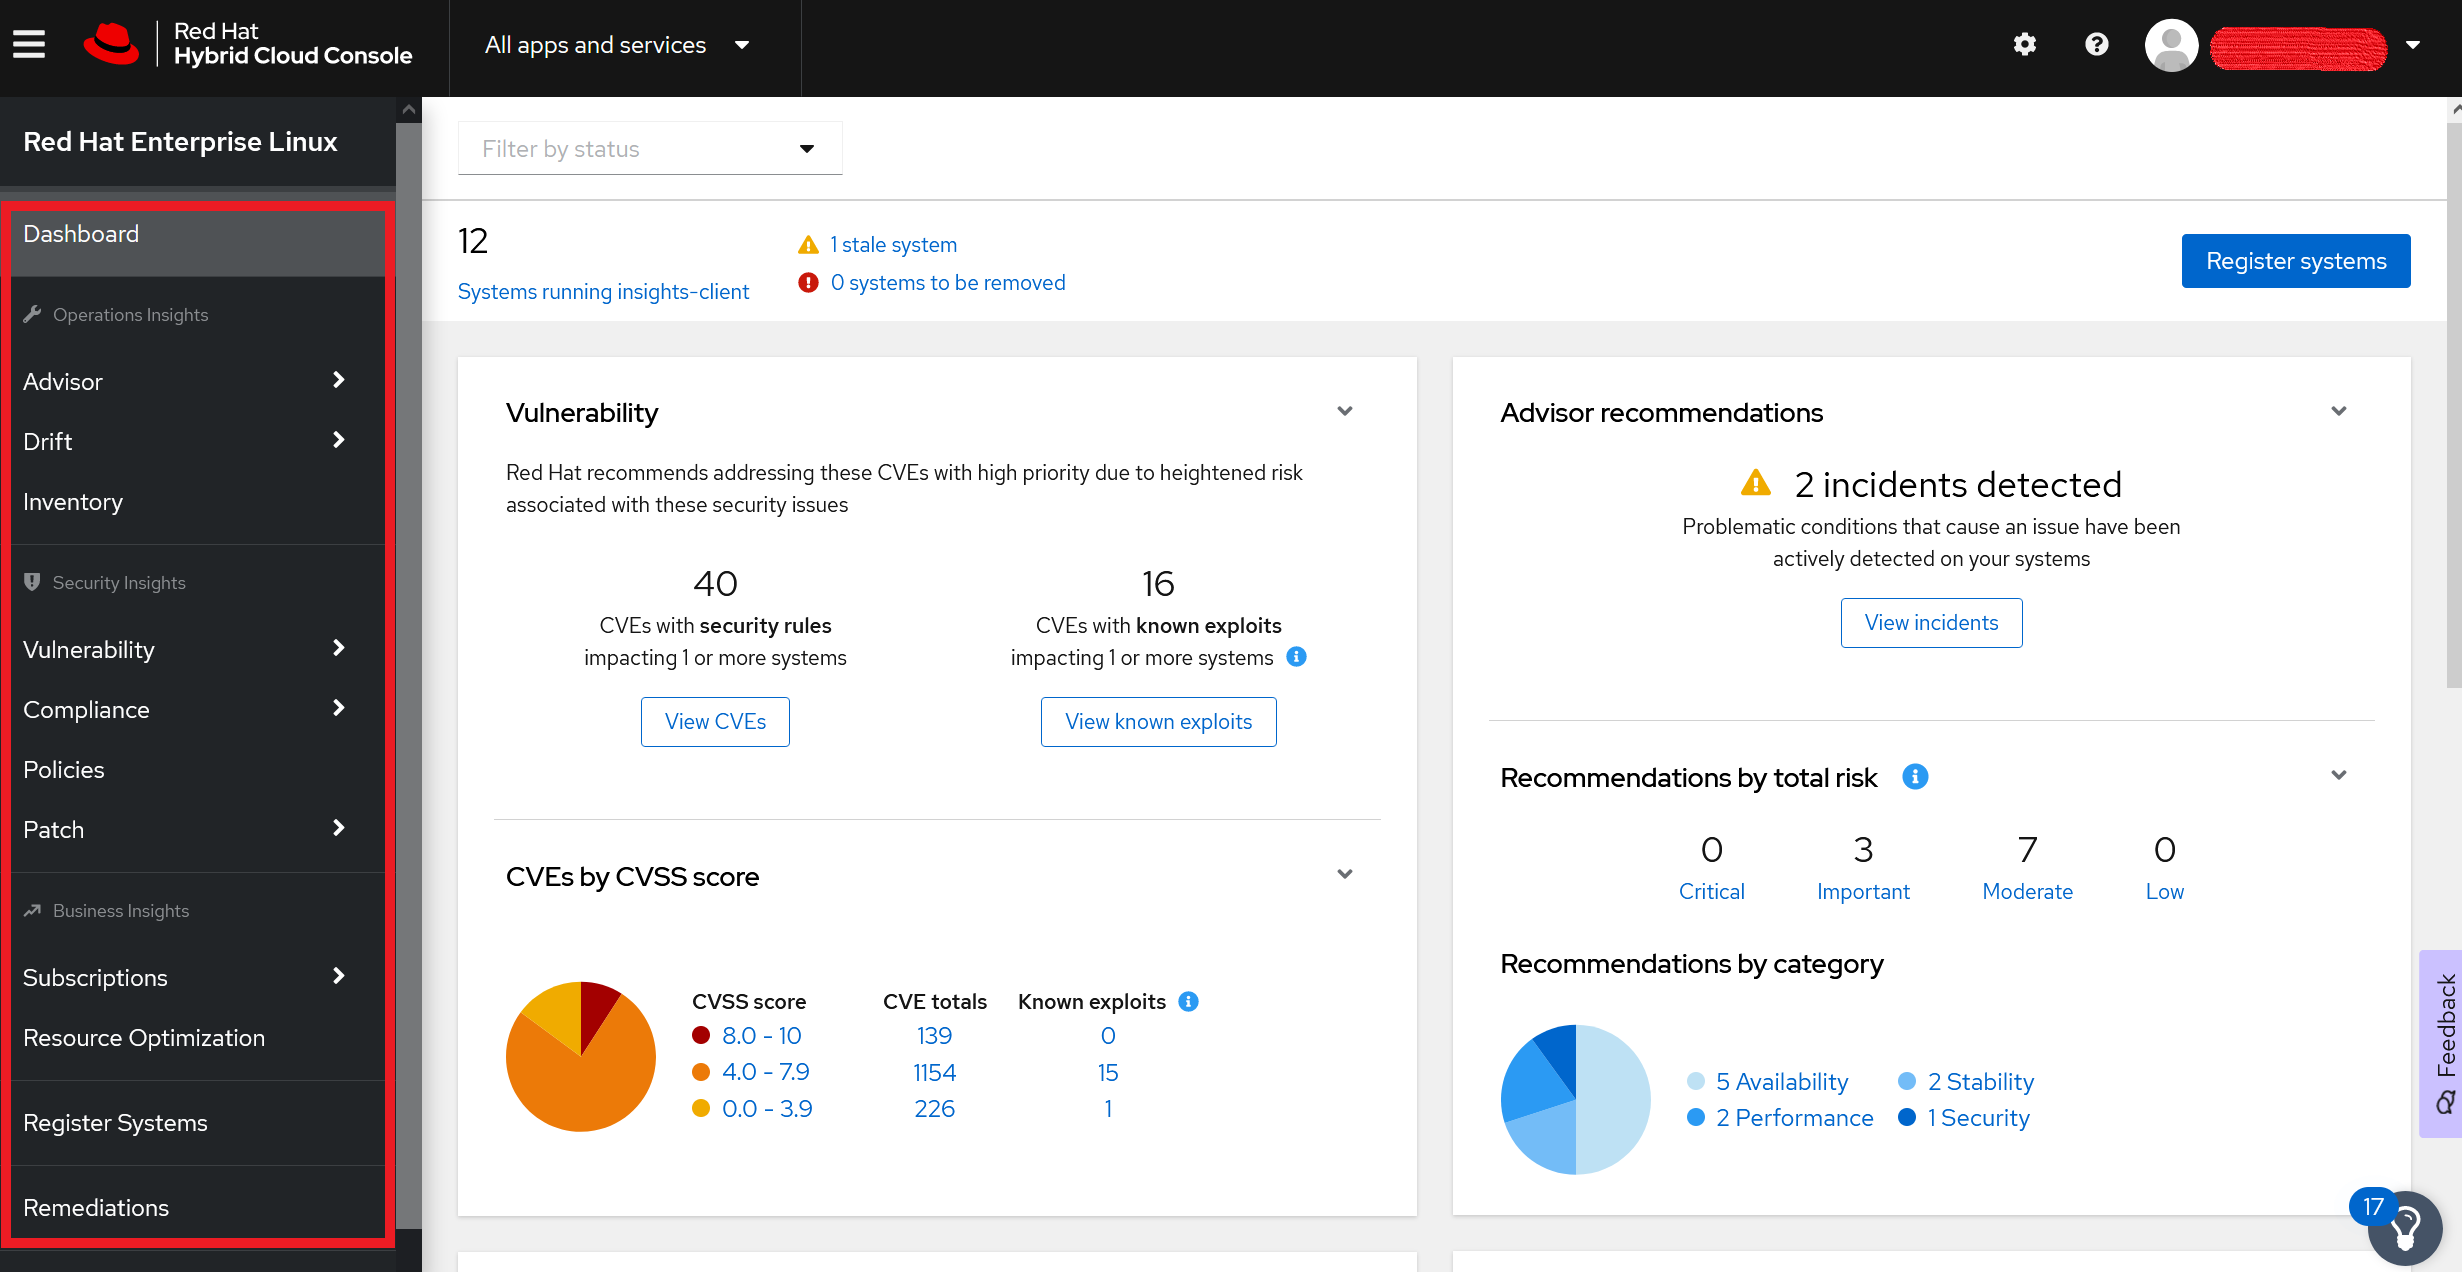 Red Hat
Hybrid Cloud Console
All apps and services
Red Hat Enterprise Linux
Dashboard
Operations Insights
Advisor
Drift
Inventory
Security Insights
Vulnerability
Compliance
Policies
Patch
Business Insights
Subscriptions
Resource Optimization
Register Systems
Remediations
Filter by status
12
Systems running insights-client
1 stale system
0 systems to be removed
Register systems
Vulnerability
Red Hat recommends addressing these CVEs with high priority due to heightened risk
associated with these security issues
40
CVEs with security rules
impacting 1 or more systems
View CVEs
16
CVEs with known exploits
impacting 1 or more systems
View known exploits
CVEs by CVSS score
CVSS score CVE totals Known exploits
8.0 - 10 139 0
4.0 - 7.9 1154 15
0.0 - 3.9 226 1
Advisor recommendations
2 incidents detected
Problematic conditions that cause an issue have been
actively detected on your systems
View incidents
Recommendations by total risk
0 3 7 0
Critical Important Moderate Low
Recommendations by category
5 Availability 2 Stability
2 Performance 1 Security
Feedback
17